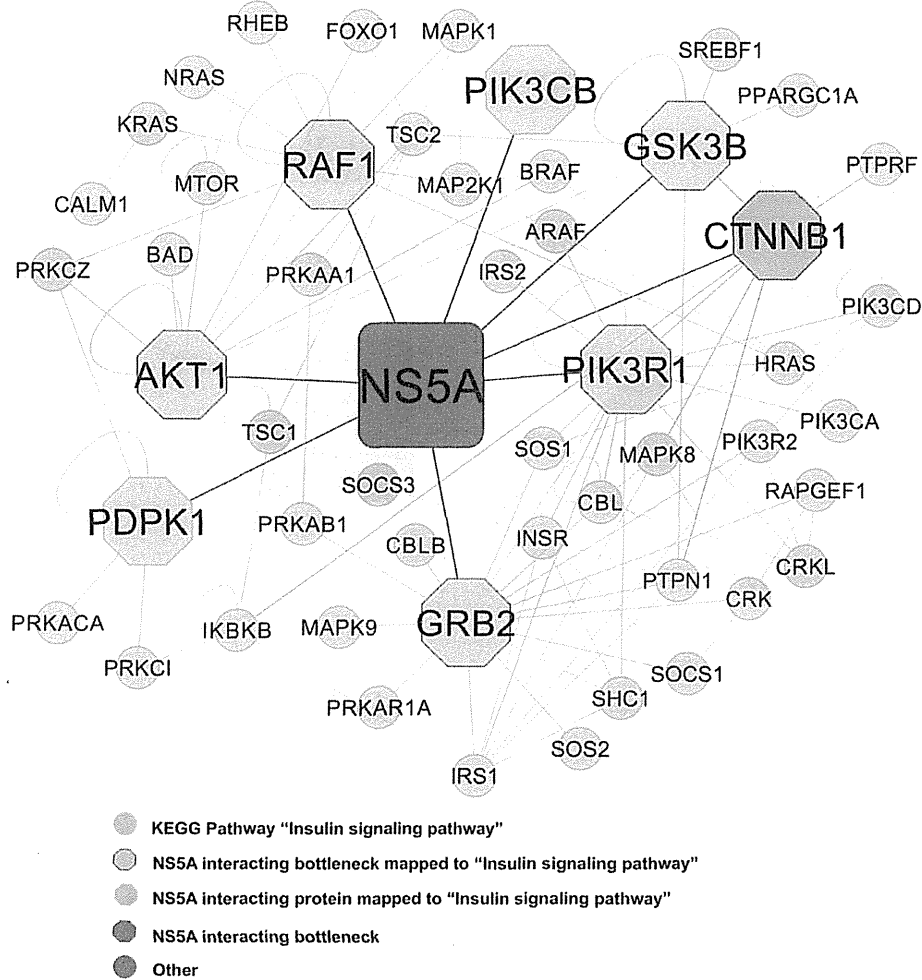 RHEB
FOXO1
MAPK1
SREBF1
NRAS
PIK3CB
PPARGC1A
KRAS
TSC2
GSK3B
RAF1
BRAF
PTPRF
MTOR
MAP2K1
CALM1
CTNNB1
ARAF
BAD
PRKCZ
PRKAA1
IRS2
PIK3CD
AKT1
NS5A
PIK3R1
HRAS
TSC1
PIK3CA
SOS1
MAPK8
PIK3R2
SOCS3
RAPGEF1
CBL
PDPK1
PRKAB1
INSR
CBLB
CRKL
PTPN1
CRK
PRKACA
IKBKB
MAPK9
GRB2
PRKCI
SOCS1
SHC1
PRKAR1A
SOS2
IRS1
KEGG Pathway “Insulin signaling pathway”
NS5A interacting bottleneck mapped to “Insulin signaling pathway”
NS5A interacting protein mapped to “Insulin signaling pathway”
NS5A interacting bottleneck
Other